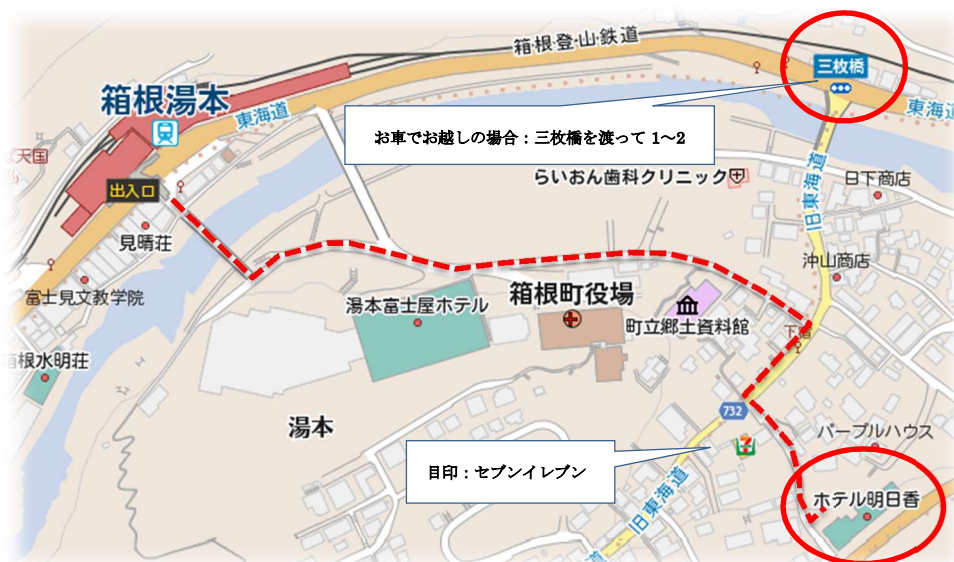 箱根登山鉄道
三枚橋
箱根湯本
東海道
東海道
お車でお越しの場合：三枚橋を渡って 1～2
天国
らいおん歯科クリニック
日下商店
出入口
旧東海道
見晴荘
沖山商店
富士見文教学院
湯本富士屋ホテル
箱根町役場
町立郷土資料館
下宿
箱根水明荘
732
湯本
パープルハウス
7
目印：セブンイレブン
ホテル明日香
旧東海道
道